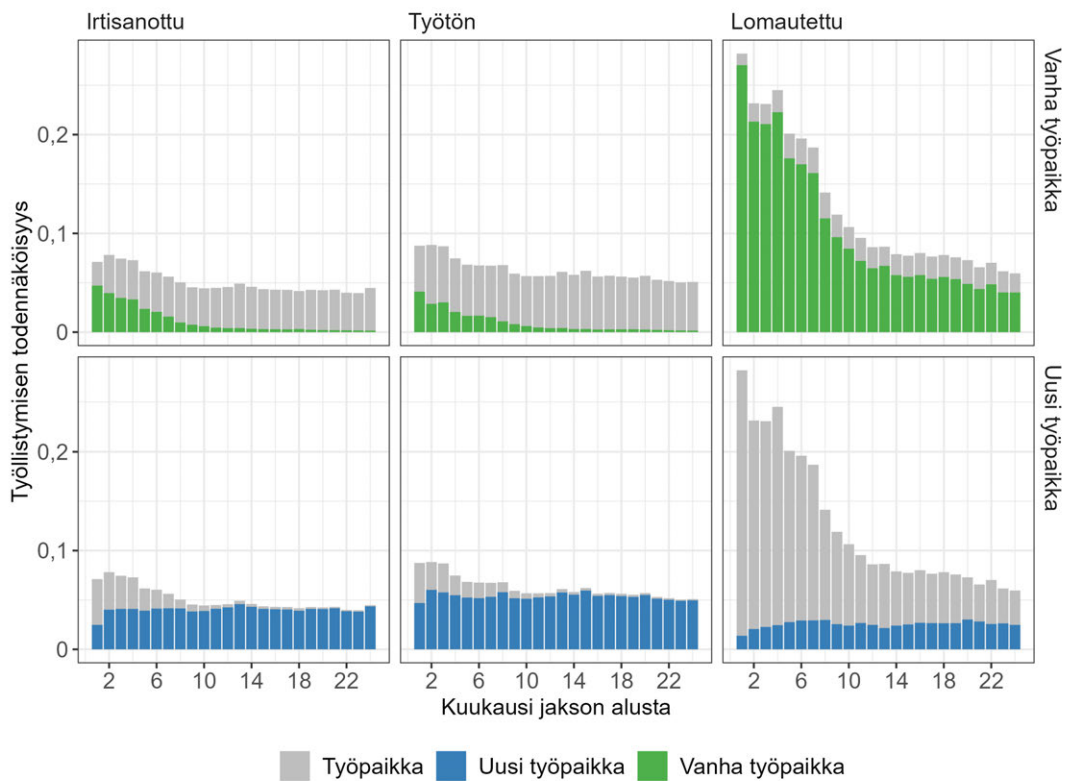 Irtisanottu
Työtön
Lomautettu
Työllistymisen todennäköisyys
0,2
0,1
0
Vanha työpaikka
0,2
0,1
0
Uusi työpaikka
2 6 10 14 18 22
2 6 10 14 18 22
2 6 10 14 18 22
Kuukausi jakson alusta
Työpaikka
Uusi työpaikka
Vanha työpaikka